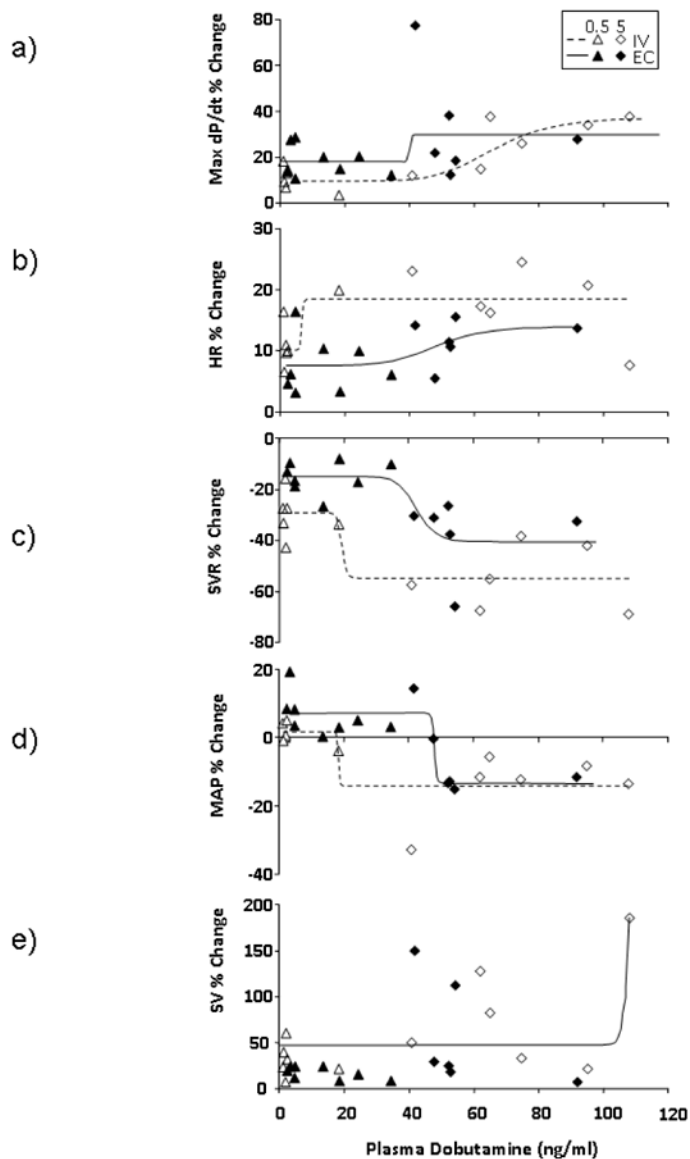 a)
Max dP/dt % Change
80
60
40
20
0
0.5 5
IV
EC
b)
HR % Change
30
20
10
0
c)
SVR % Change
0
-20
-40
-60
-80
d)
MAP % Change
20
0
-20
-40
e)
SV % Change
200
150
100
50
0
0 20 40 60 80 100 120
Plasma Dobutamine (ng/ml)